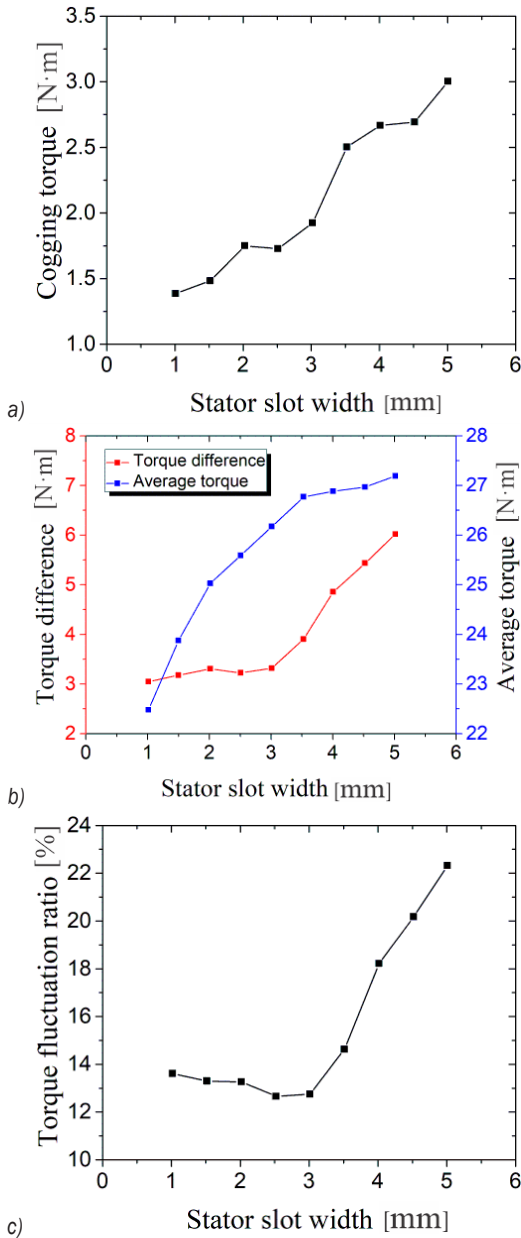 Cogging torque [N·m]
3.5
3.0
2.5
2.0
1.5
1.0
0 1 2 3 4 5 6
Stator slot width [mm]
a)
Torque difference [N·m]
8
7
6
5
4
3
2
Torque difference
Average torque
28
27
26
25
24
23
22
Average torque [N·m]
0 1 2 3 4 5 6
Stator slot width [mm]
b)
Torque fluctuation ratio [%]
24
22
20
18
16
14
12
10
0 1 2 3 4 5 6
Stator slot width [mm]
c)